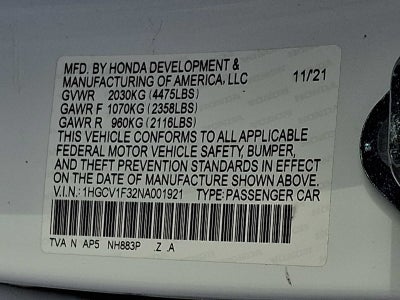 MFD. BY HONDA DEVELOPMENT &
MANUFACTURING OF AMERICA, LLC 11/21
GVWR 2030KG (4475LBS)
GAWR F 1070KG (2358LBS)
GAWR R 960KG (2116LBS)
THIS VEHICLE CONFORMS TO ALL APPLICABLE
FEDERAL MOTOR VEHICLE SAFETY, BUMPER,
AND THEFT PREVENTION STANDARDS IN EFFECT
ON THE DATE OF MANUFACTURE SHOWN ABOVE.
V.I.N.: 1HGCV1F32NA001921 TYPE:PASSENGER CAR
TVA N AP5 NH883P .Z .A